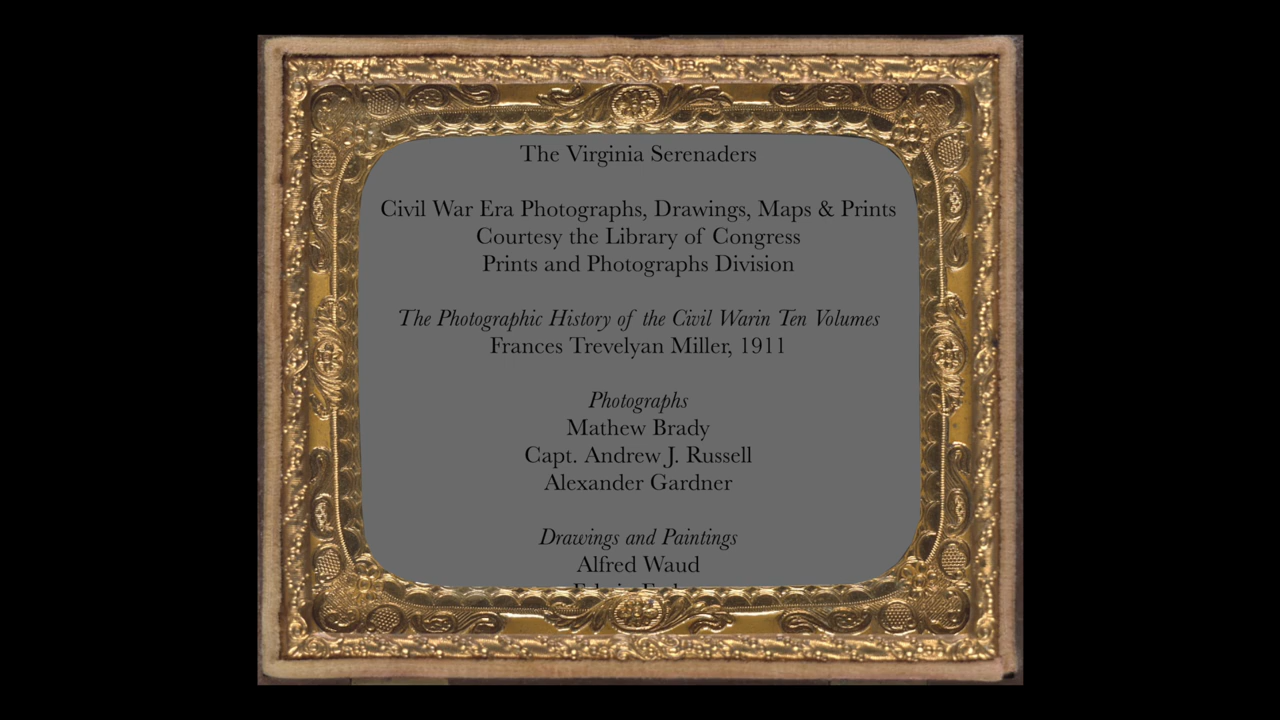 The Virginia Serenaders
Civil War Era Photographs, Drawings, Maps & Prints
Courtesy the Library of Congress
Prints and Photographs Division
The Photographic History of the Civil Warin Ten Volumes
Frances Trevelyan Miller, 1911
Photographs
Mathew Brady
Capt. Andrew J. Russell
Alexander Gardner
Drawings and Paintings
Alfred Waud